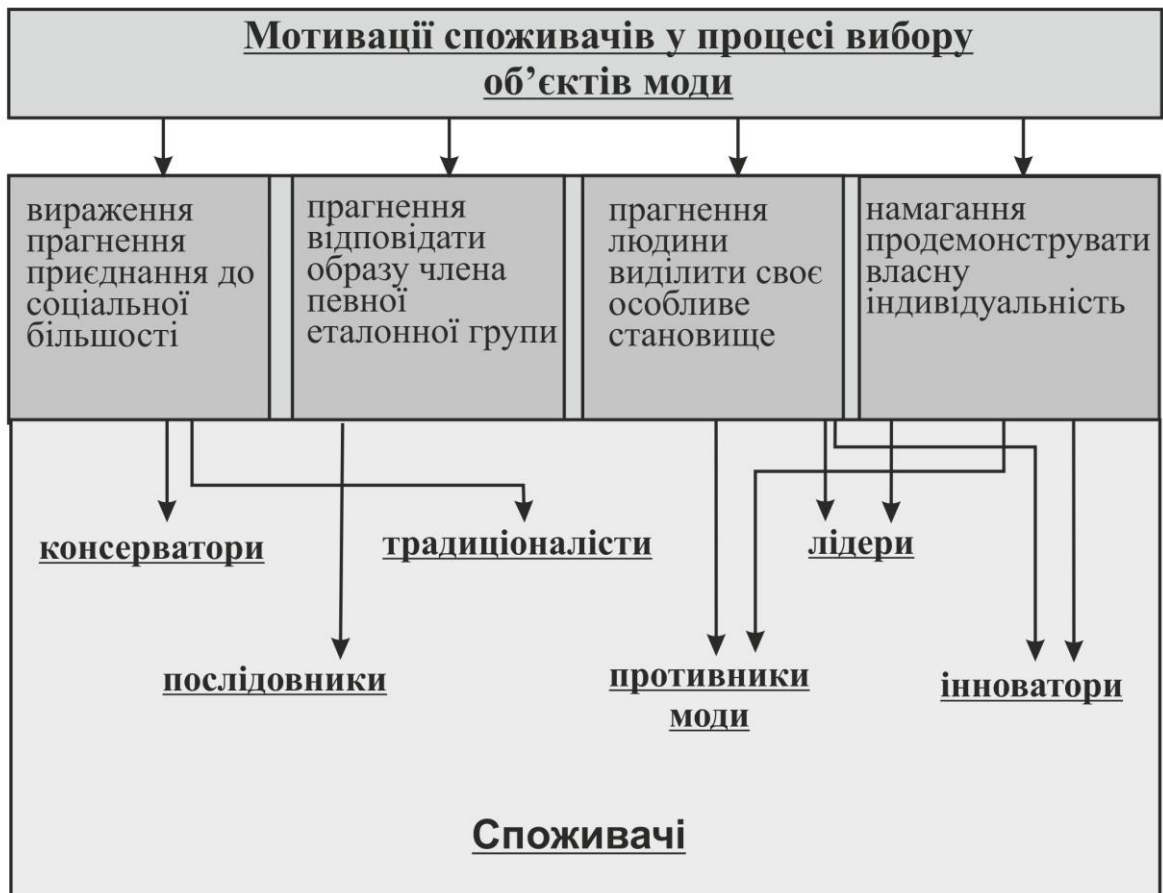 Мотивації споживачів у процесі вибору
об’єктів моди
вираження
прагнення
приєднання до
соціальної
більшості
прагнення
відповідати
образу члена
певної
еталонної групи
прагнення
людини
виділити своє
особливе
становище
намагання
продемонструвати
власну
індивідуальність
консерватори
традиціоналісти
лідери
послідовники
противники
моди
інноватори
Споживачі